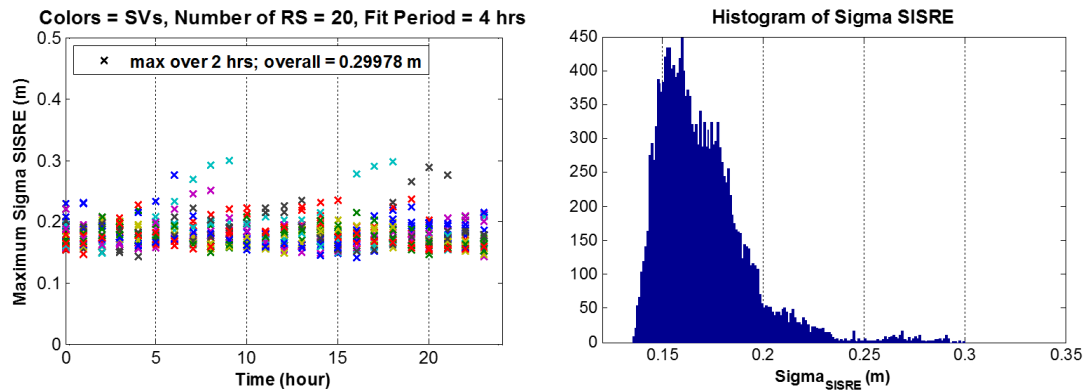 Colors = SVs, Number of RS = 20, Fit Period = 4 hrs
0.5
0.4
0.3
0.2
0.1
0
Maximum Sigma SISRE (m)
× max over 2 hrs; overall = 0.29978 m
0 5 10 15 20
Time (hour)
Histogram of Sigma SISRE
450
400
350
300
250
200
150
100
50
0
0.15 0.2 0.25 0.3 0.35
Sigma_SISRE (m)